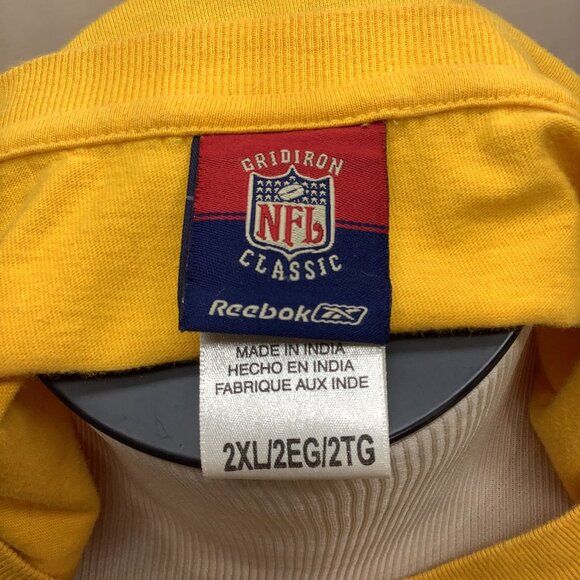 GRIDIRON
NFL
CLASSIC
Reebok
MADE IN INDIA
HECHO EN INDIA
FABRIQUE AUX INDE
2XL/2EG/2TG